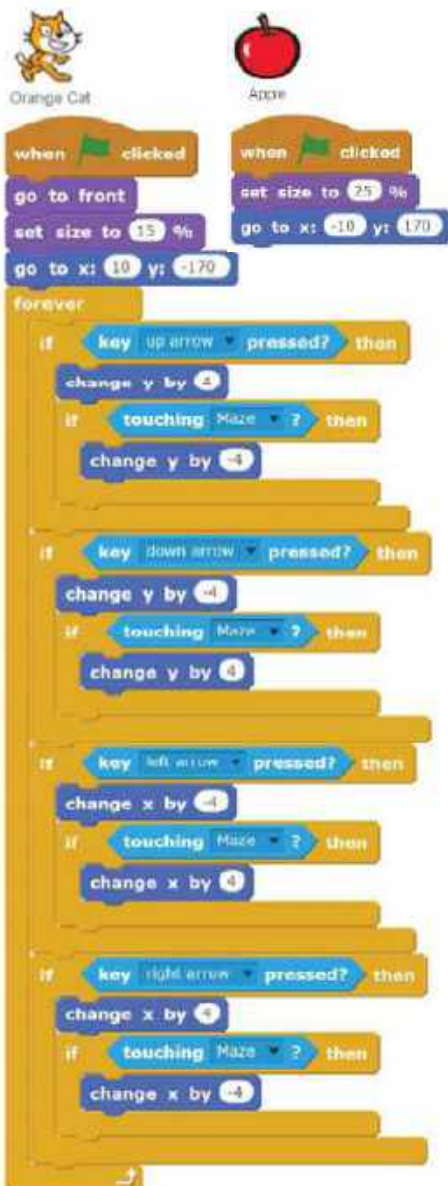 Orange Cat
when clicked
go to front
set size to 15 %
go to x: 10 y: -170
forever
if key up arrow pressed? then
change y by 4
if touching Maze ? then
change y by -4
if key down arrow pressed? then
change y by -4
if touching Maze ? then
change y by 4
if key left arrow pressed? then
change x by -4
if touching Maze ? then
change x by 4
if key right arrow pressed? then
change x by 4
if touching Maze ? then
change x by -4
Apple
when clicked
set size to 25 %
go to x: -10 y: 170